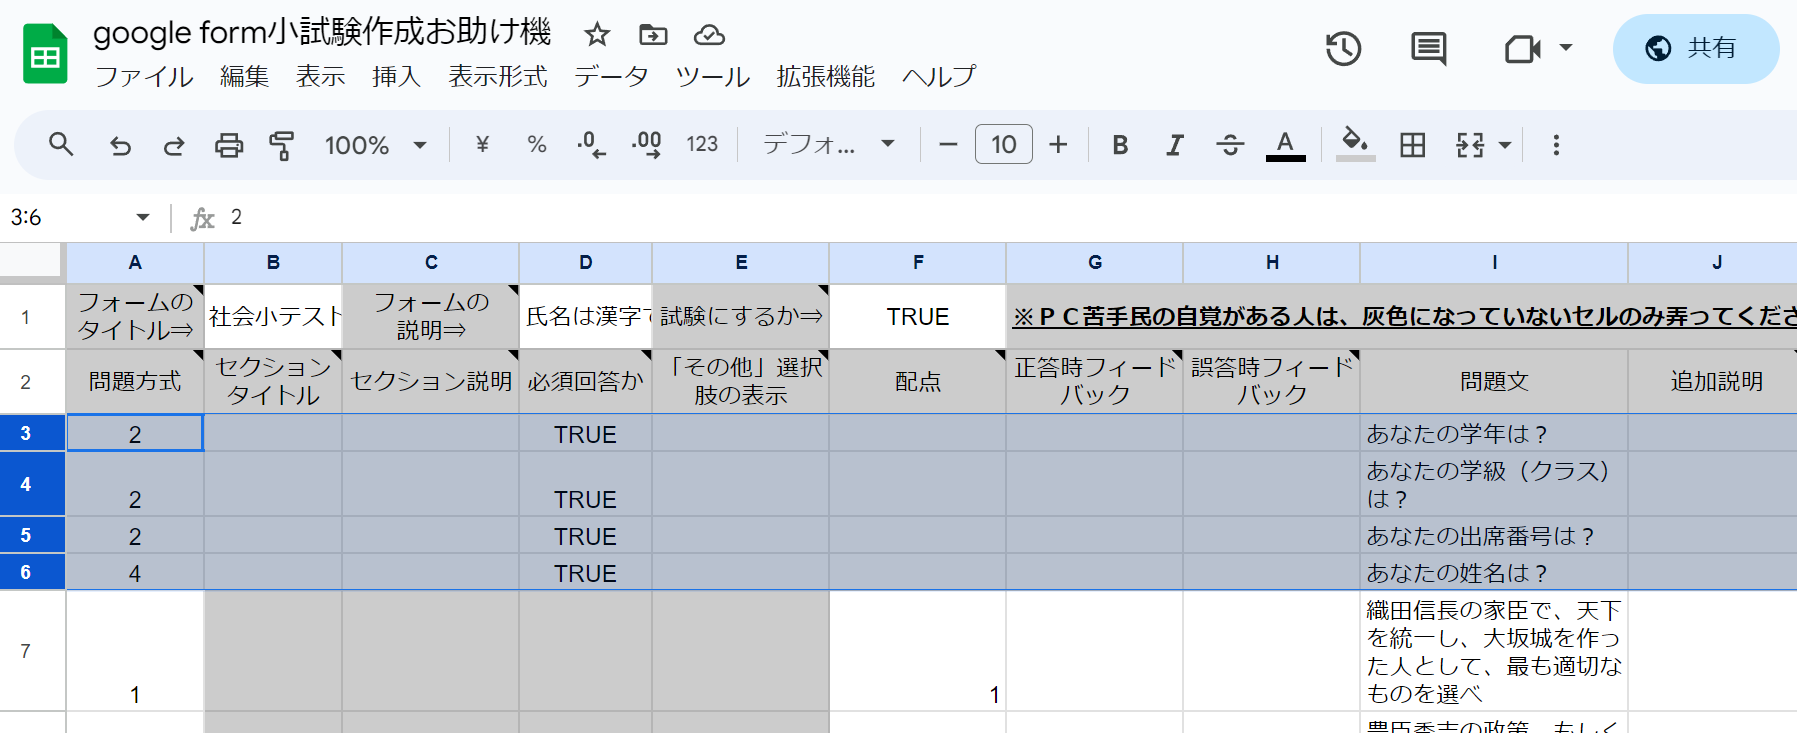 google form小試験作成お助け機
ファイル 編集 表示 挿入 表示形式 データ ツール 拡張機能 ヘルプ
共有
100% ¥ % .0 .00 123 デフォ... 10 B I A
3:6 fx 2
A B C D E F G H I J
1 フォームのタイトル⇒ 社会小テスト フォームの説明⇒ 氏名は漢字で 試験にするか⇒ TRUE ※ＰＣ苦手民の自覚がある人は、灰色になっていないセルのみ弄ってくださ
2 問題方式 セクションタイトル セクション説明 必須回答か 「その他」選択肢の表示 配点 正答時フィードバック 誤答時フィードバック 問題文 追加説明
3 2 TRUE あなたの学年は？
4 2 TRUE あなたの学級（クラス）は？
5 2 TRUE あなたの出席番号は？
6 4 TRUE あなたの姓名は？
7 1 1 織田信長の家臣で、天下を統一し、大坂城を作った人として、最も適切なものを選べ
豊臣秀吉の政策、もしく